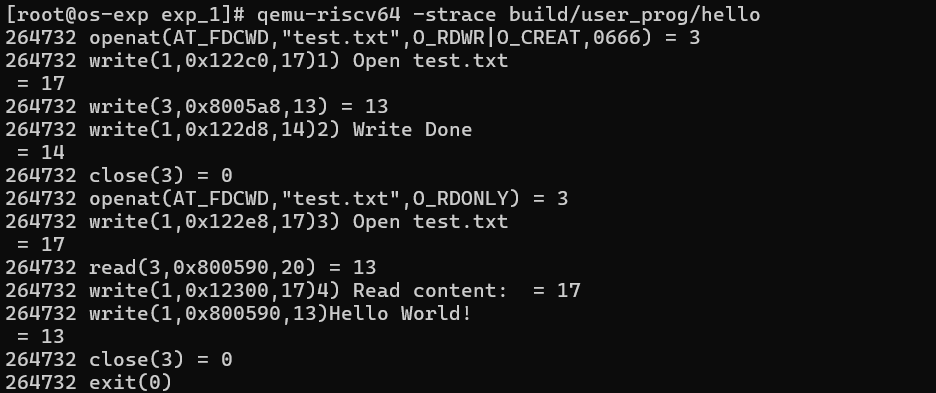 [root@os-exp exp_1]# qemu-riscv64 -strace build/user_prog/hello
264732 openat(AT_FDCWD,"test.txt",O_RDWR|O_CREAT,0666) = 3
264732 write(1,0x122c0,17)1) Open test.txt
 = 17
264732 write(3,0x8005a8,13) = 13
264732 write(1,0x122d8,14)2) Write Done
 = 14
264732 close(3) = 0
264732 openat(AT_FDCWD,"test.txt",O_RDONLY) = 3
264732 write(1,0x122e8,17)3) Open test.txt
 = 17
264732 read(3,0x800590,20) = 13
264732 write(1,0x12300,17)4) Read content:  = 17
264732 write(1,0x800590,13)Hello World!
 = 13
264732 close(3) = 0
264732 exit(0)